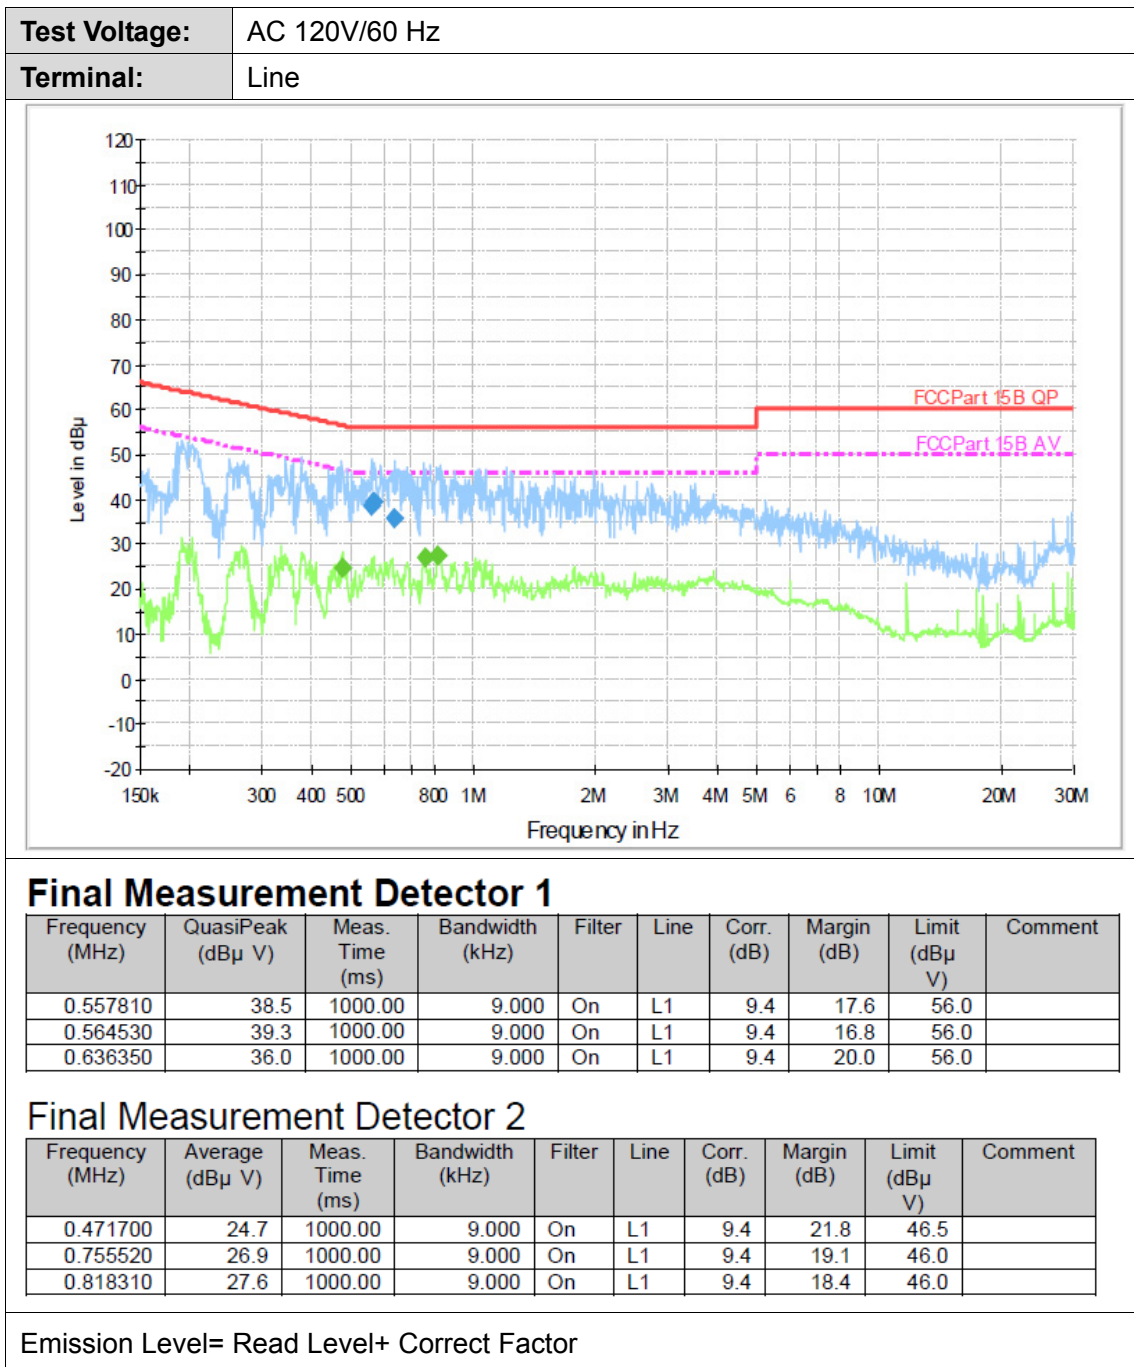 Test Voltage: AC 120V/60 Hz
Terminal: Line
120
110
100
90
80
70
60
50
40
30
20
10
0
-10
-20
Level in dBµ
FCCPart 15B QP
FCCPart 15B AV
150k 300 400 500 800 1M 2M 3M 4M 5M 6 8 10M 20M 30M
Frequency in Hz
Final Measurement Detector 1
Frequency (MHz) QuasiPeak (dBµ V) Meas. Time (ms) Bandwidth (kHz) Filter Line Corr. (dB) Margin (dB) Limit (dBµ V) Comment
0.557810 38.5 1000.00 9.000 On L1 9.4 17.6 56.0
0.564530 39.3 1000.00 9.000 On L1 9.4 16.8 56.0
0.636350 36.0 1000.00 9.000 On L1 9.4 20.0 56.0
Final Measurement Detector 2
Frequency (MHz) Average (dBµ V) Meas. Time (ms) Bandwidth (kHz) Filter Line Corr. (dB) Margin (dB) Limit (dBµ V) Comment
0.471700 24.7 1000.00 9.000 On L1 9.4 21.8 46.5
0.755520 26.9 1000.00 9.000 On L1 9.4 19.1 46.0
0.818310 27.6 1000.00 9.000 On L1 9.4 18.4 46.0
Emission Level= Read Level+ Correct Factor